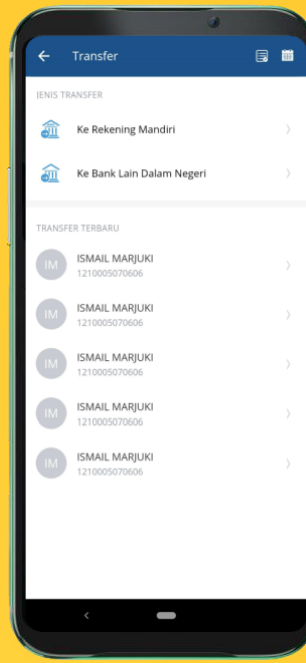 Transfer
JENIS TRANSFER
Ke Rekening Mandiri
Ke Bank Lain Dalam Negeri
TRANSFER TERBARU
IM
ISMAIL MARJUKI
1210005070606
IM
ISMAIL MARJUKI
1210005070606
IM
ISMAIL MARJUKI
1210005070606
IM
ISMAIL MARJUKI
1210005070606
IM
ISMAIL MARJUKI
1210005070606